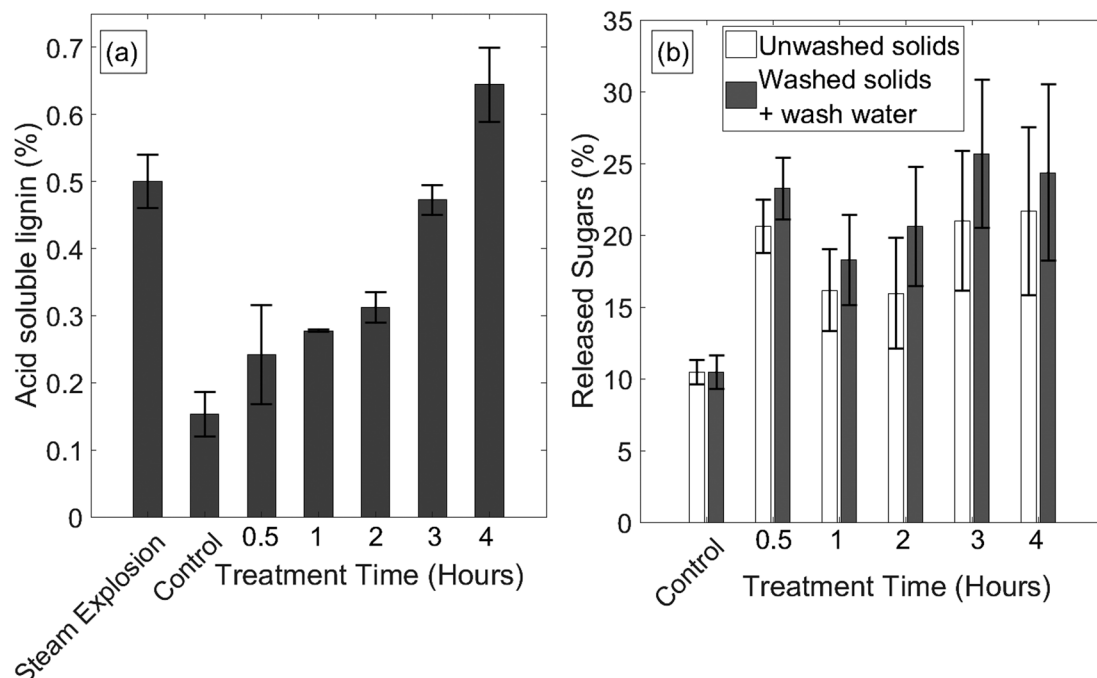 (a)
Acid soluble lignin (%)
0.7
0.6
0.5
0.4
0.3
0.2
0.1
0
Steam Explosion
Control
0.5 1 2 3 4
Treatment Time (Hours)
(b)
Unwashed solids
Washed solids
+ wash water
Released Sugars (%)
35
30
25
20
15
10
5
0
Control
0.5 1 2 3 4
Treatment Time (Hours)